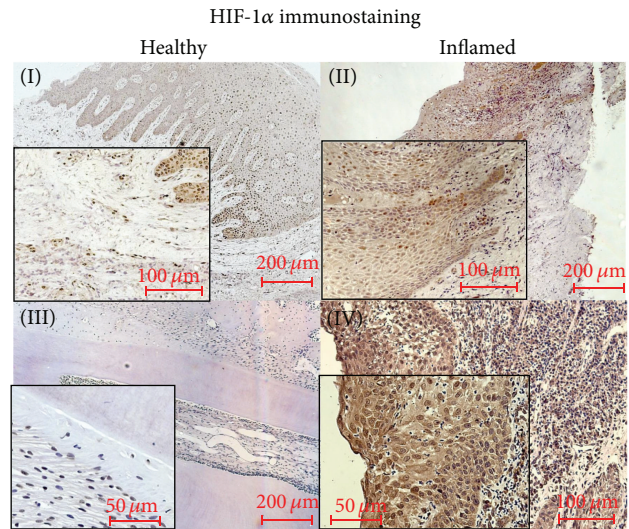 HIF-1α immunostaining
Healthy
Inflamed
(I)
(II)
100 μm
200 μm
100 μm
200 μm
(III)
(IV)
50 μm
200 μm
50 μm
100 μm